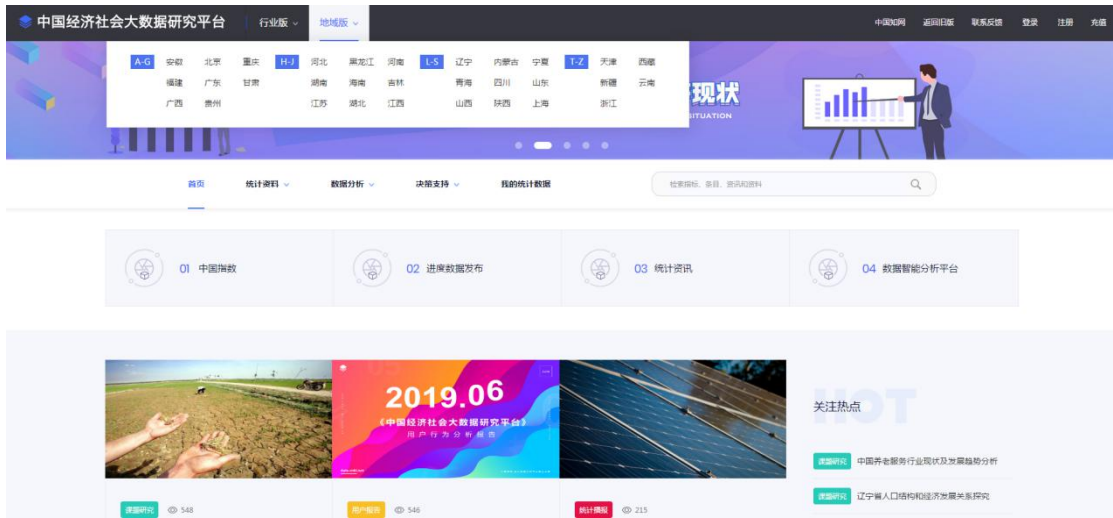 中国经济社会大数据研究平台 行业版 地域版 中国知网 返回旧版 联系反馈 登录 注册 充值
A-G 安徽 北京 重庆 H-J 河北 黑龙江 河南 L-S 辽宁 内蒙古 宁夏 T-Z 天津 西藏
福建 广东 甘肃 湖南 海南 吉林 青海 四川 山东 新疆 云南
广西 贵州 江苏 湖北 江西 山西 陕西 上海 浙江
现状
SITUATION
首页 统计资料 数据分析 决策支持 我的统计数据 检索指标、条目、资讯和资料
01 中国指数 02 进度数据发布 03 统计资讯 04 数据智能分析平台
2019.06
《中国经济社会大数据研究平台》
用户行为分析报告
HOT
关注热点
课题研究 中国养老服务行业现状及发展趋势分析
课题研究 辽宁省人口结构和经济发展关系探究
课题研究 548 用户报告 546 统计播报 215